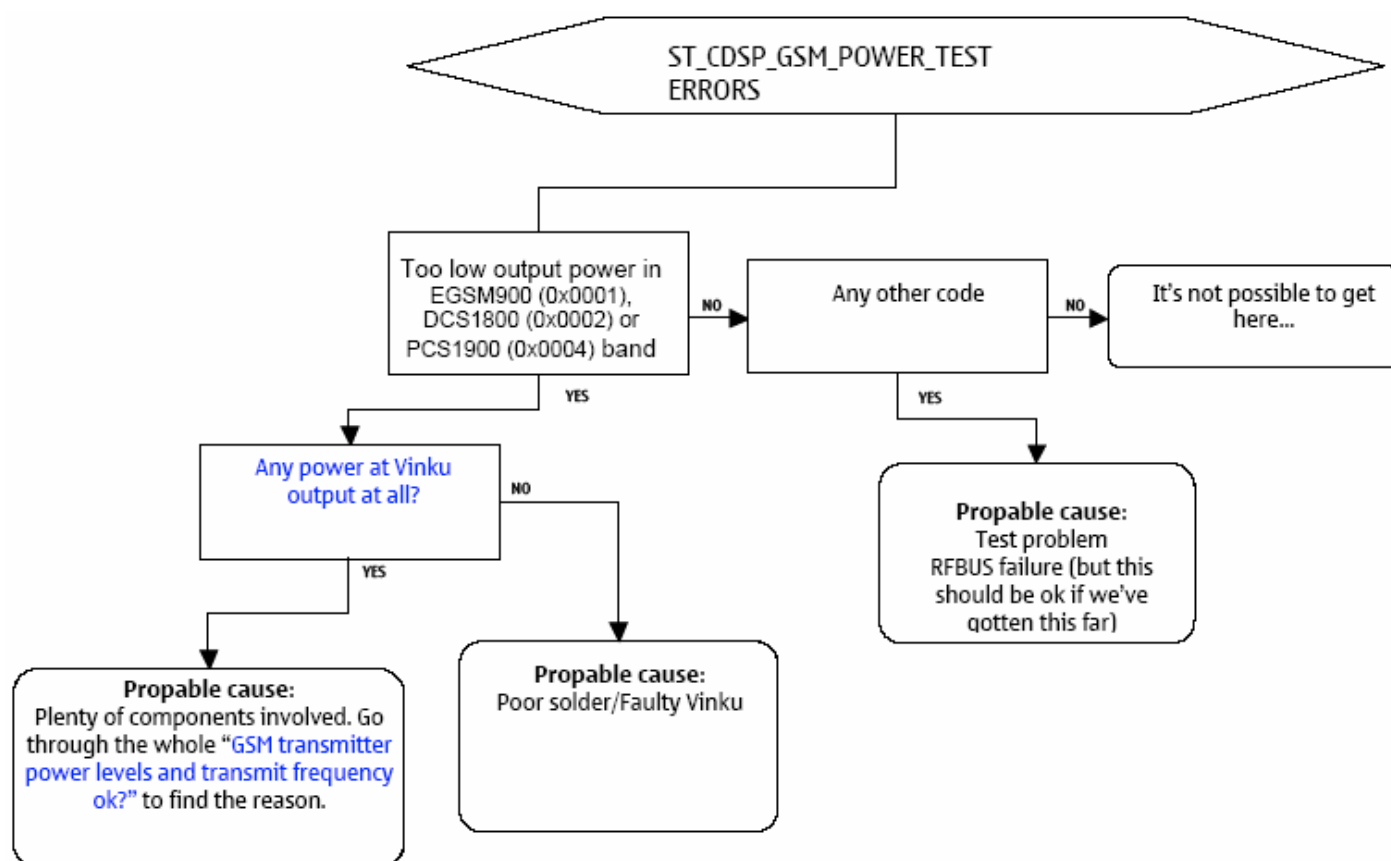 ST_CDSP_GSM_POWER_TEST
ERRORS
Too low output power in
EGSM900 (0x0001),
DCS1800 (0x0002) or
PCS1900 (0x0004) band
NO
Any other code
NO
It's not possible to get
here...
YES
YES
Any power at Vinku
output at all?
NO
YES
Propable cause:
Test problem
RFBUS failure (but this
should be ok if we've
gotten this far)
Propable cause:
Plenty of components involved. Go
through the whole “GSM transmitter
power levels and transmit frequency
ok?” to find the reason.
Propable cause:
Poor solder/Faulty Vinku